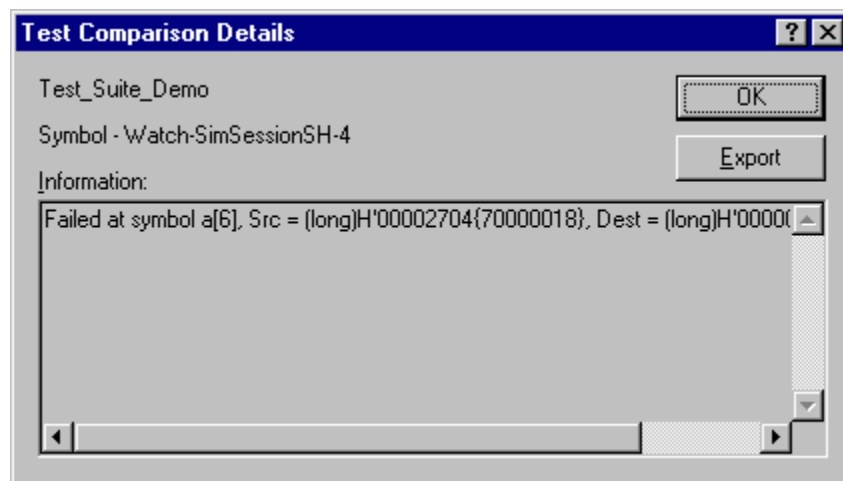 Test Comparison Details
Test_Suite_Demo
OK
Symbol - Watch-SimSessionSH-4
Export
Information:
Failed at symbol a[6], Src = (long)H'00002704{70000018}, Dest = (long)H'0000